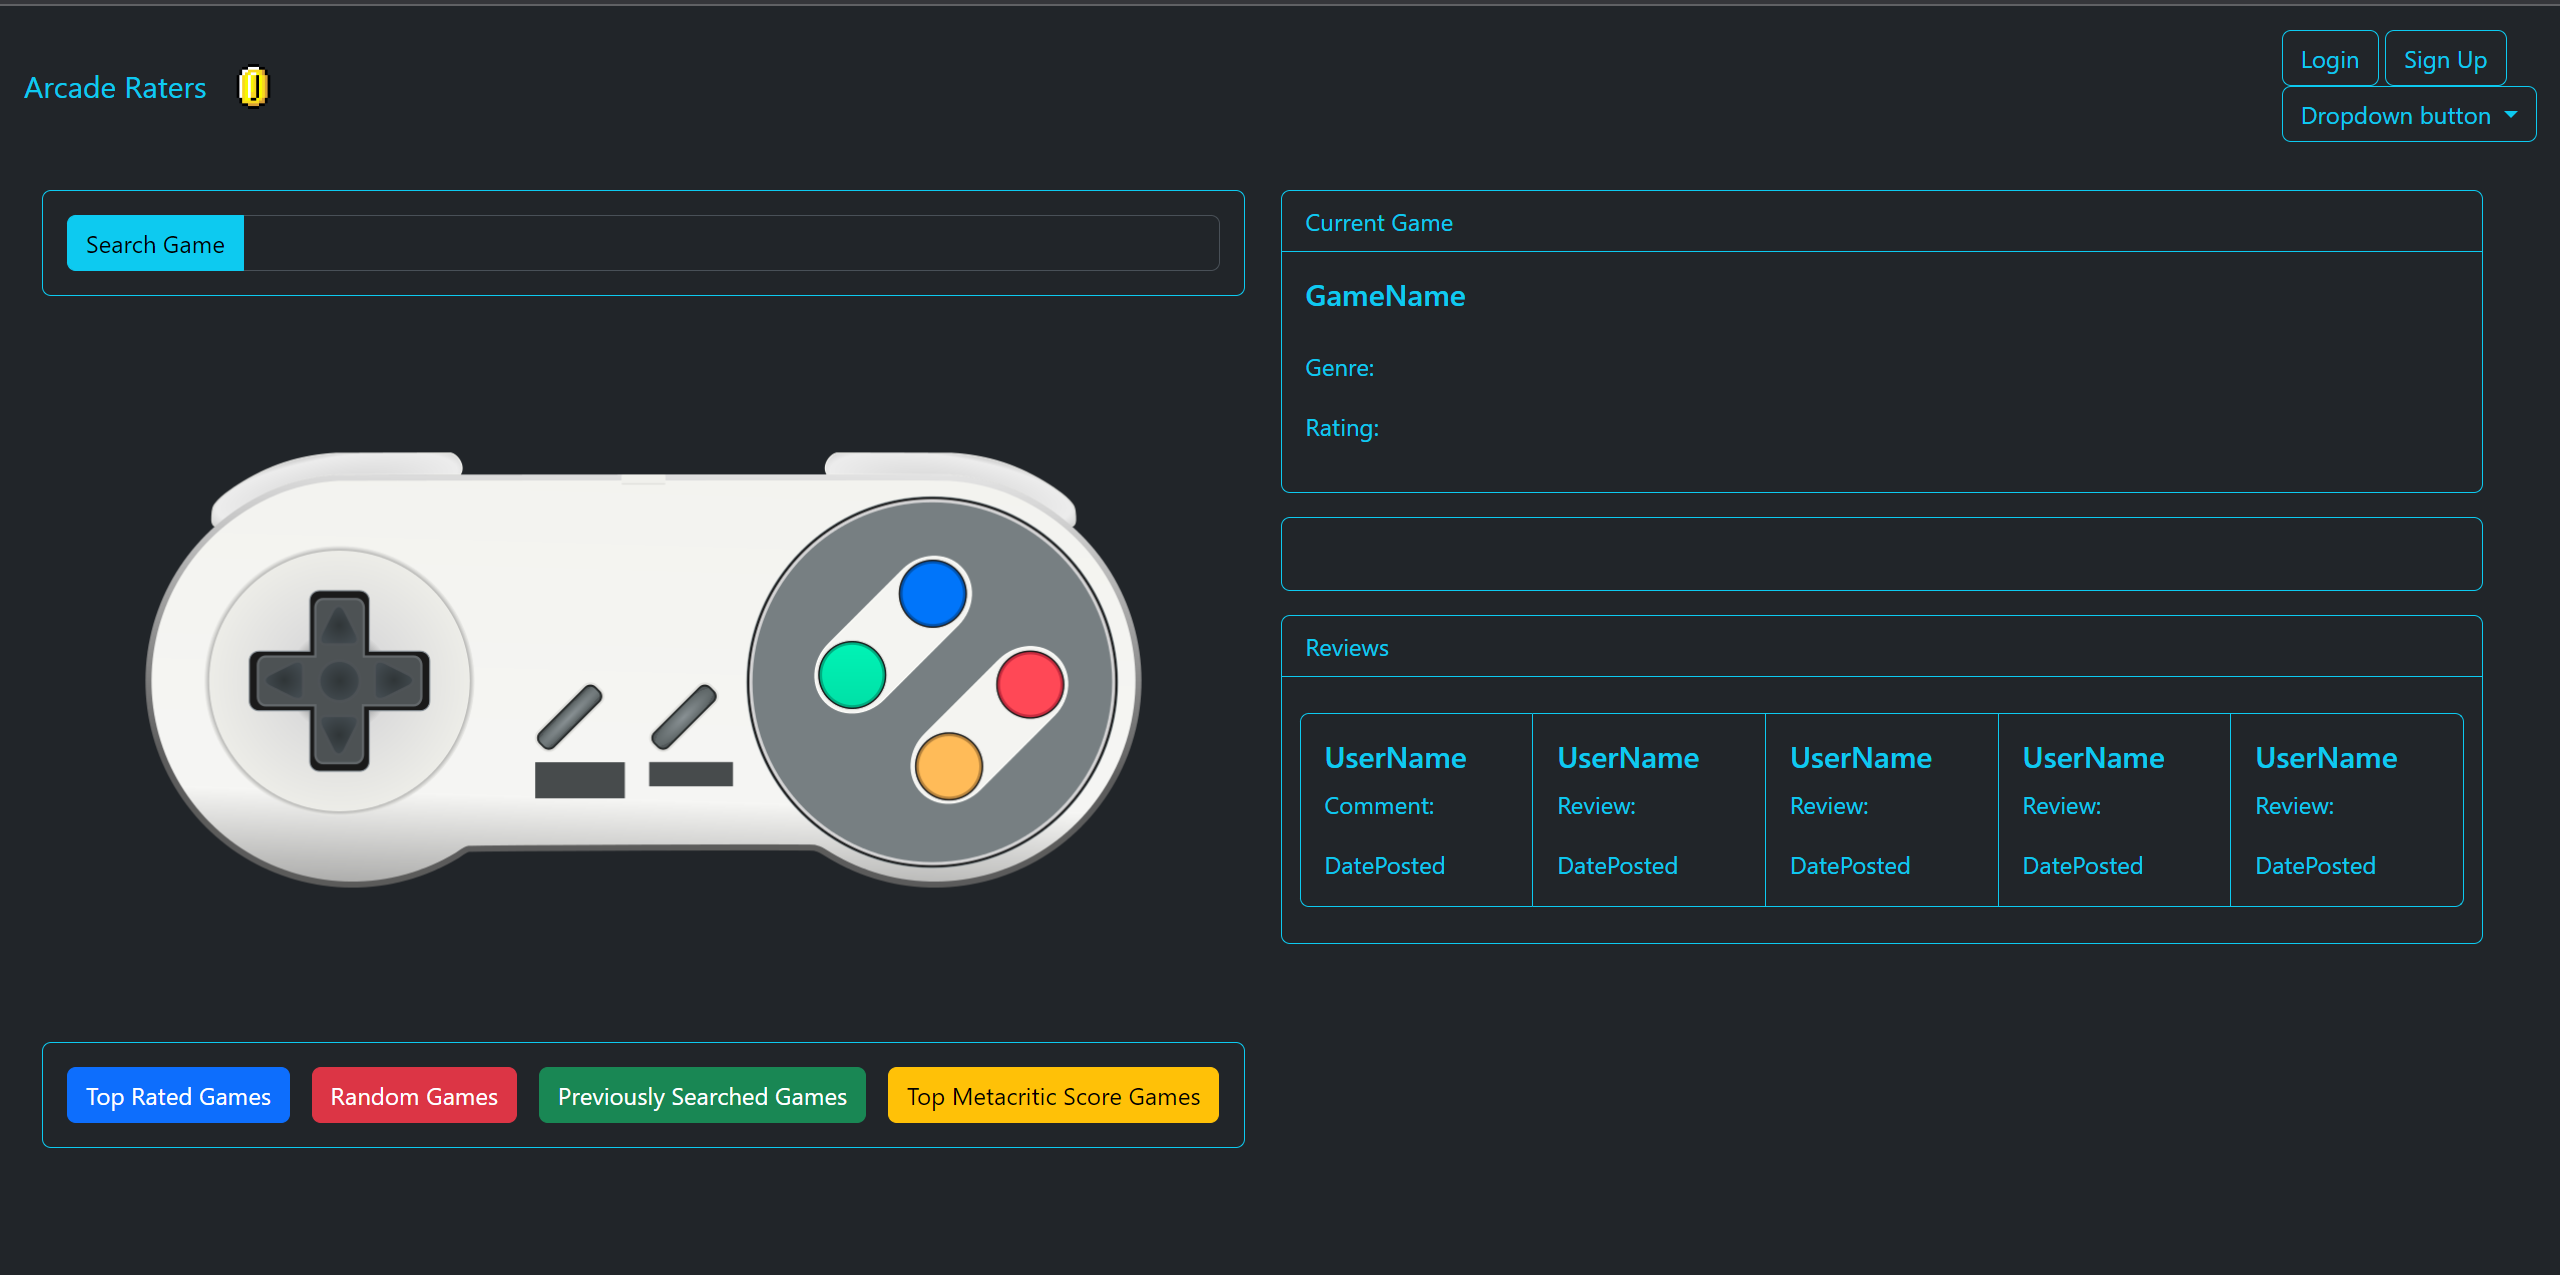 Arcade Raters
Login
Sign Up
Dropdown button
Search Game
Current Game
GameName
Genre:
Rating:
Reviews
UserName
Comment:
DatePosted
UserName
Review:
DatePosted
UserName
Review:
DatePosted
UserName
Review:
DatePosted
UserName
Review:
DatePosted
Top Rated Games
Random Games
Previously Searched Games
Top Metacritic Score Games